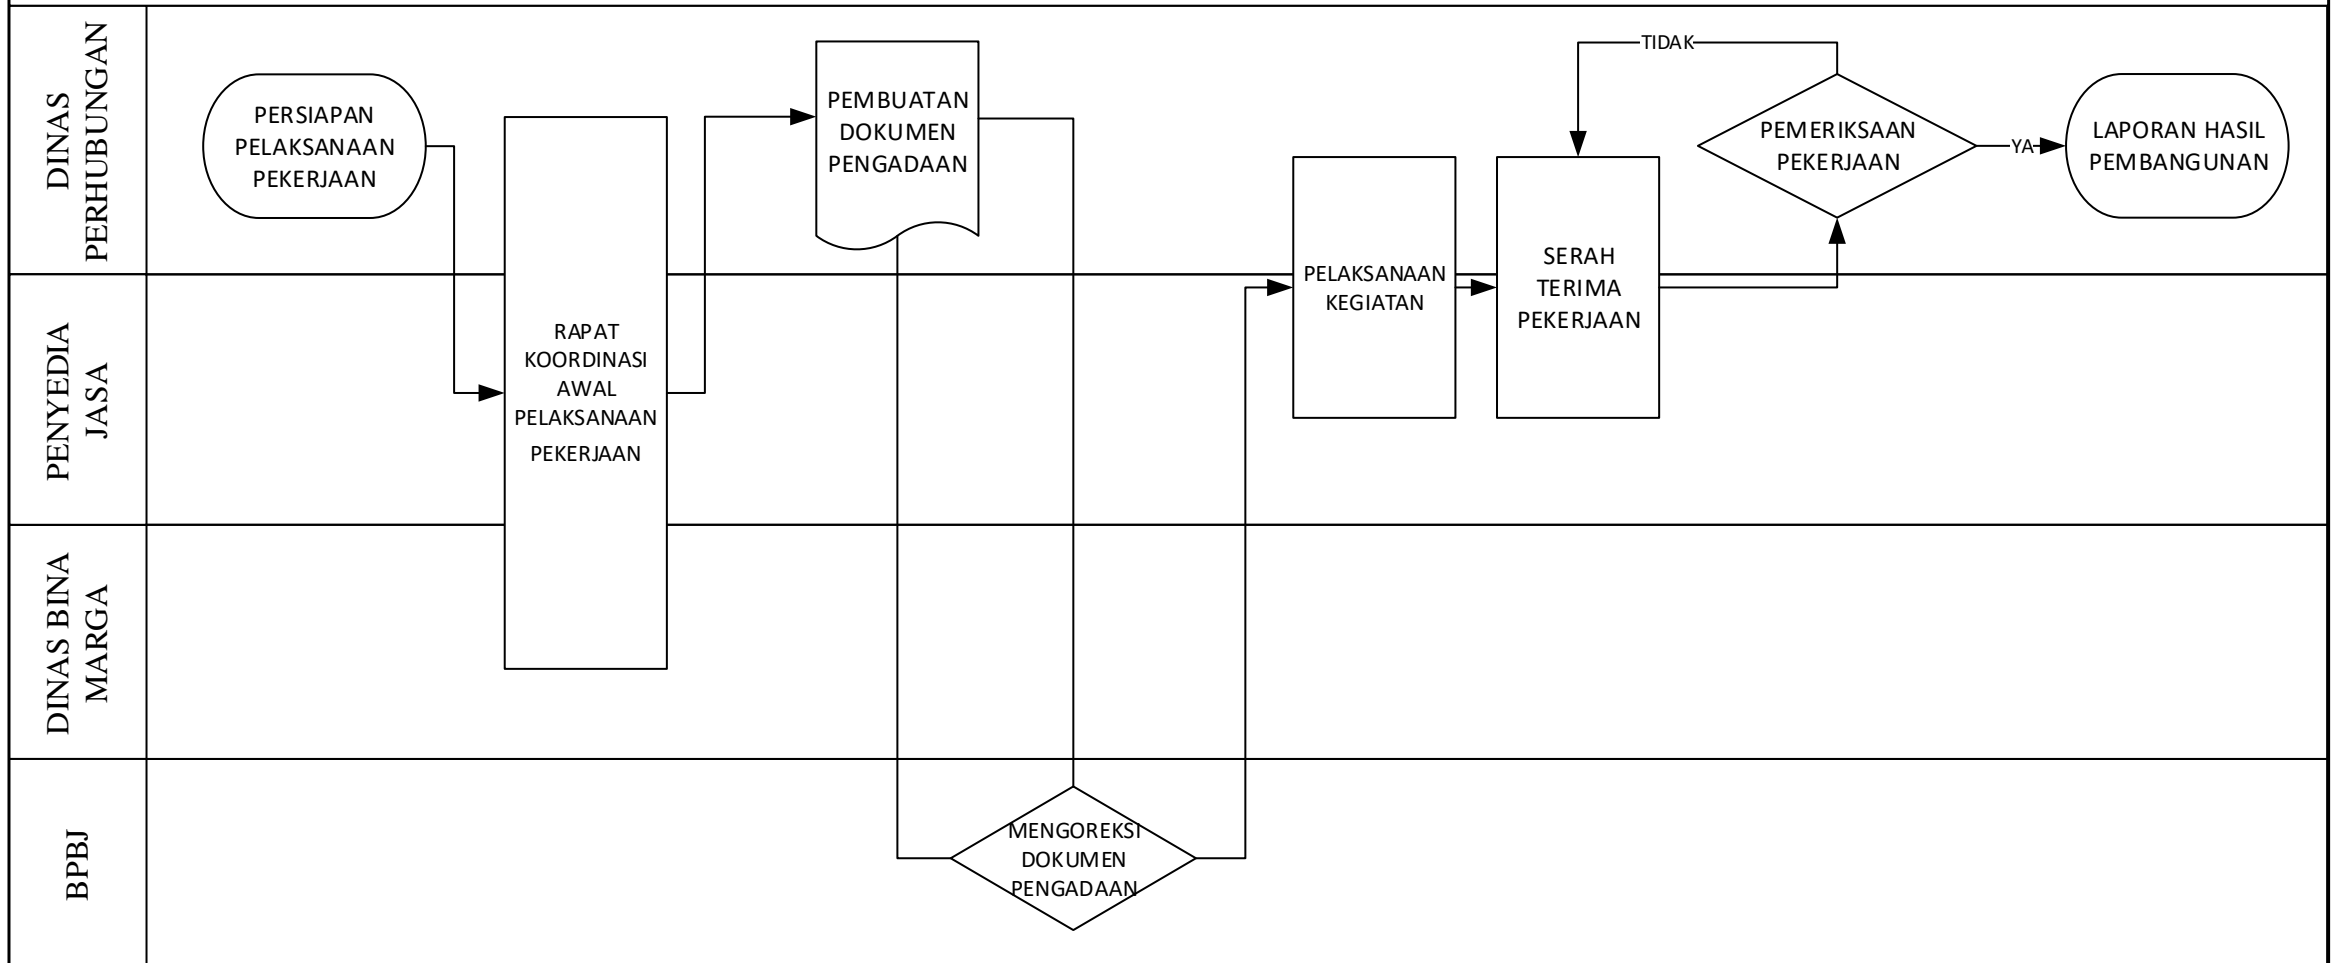 DINAS
PERHUBUNGAN
PERSIAPAN
PELAKSANAAN
PEKERJAAN
RAPAT
KOORDINASI
AWAL
PELAKSANAAN
PEKERJAAN
PEMBUATAN
DOKUMEN
PENGADAAN
PELAKSANAAN
KEGIATAN
SERAH
TERIMA
PEKERJAAN
TIDAK
PEMERIKSAAN
PEKERJAAN
YA
LAPORAN HASIL
PEMBANGUNAN
PENYEDIA
JASA
DINAS BINA
MARGA
BPBJ
MENGOREKSI
DOKUMEN
PENGADAAN